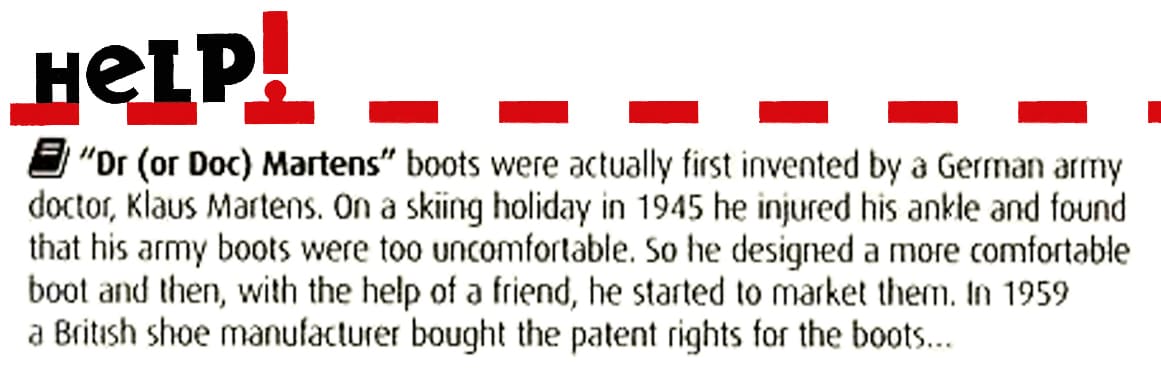 HeLP!
“Dr (or Doc) Martens” boots were actually first invented by a German army
doctor, Klaus Martens. On a skiing holiday in 1945 he injured his ankle and found
that his army boots were too uncomfortable. So he designed a more comfortable
boot and then, with the help of a friend, he started to market them. In 1959
a British shoe manufacturer bought the patent rights for the boots...